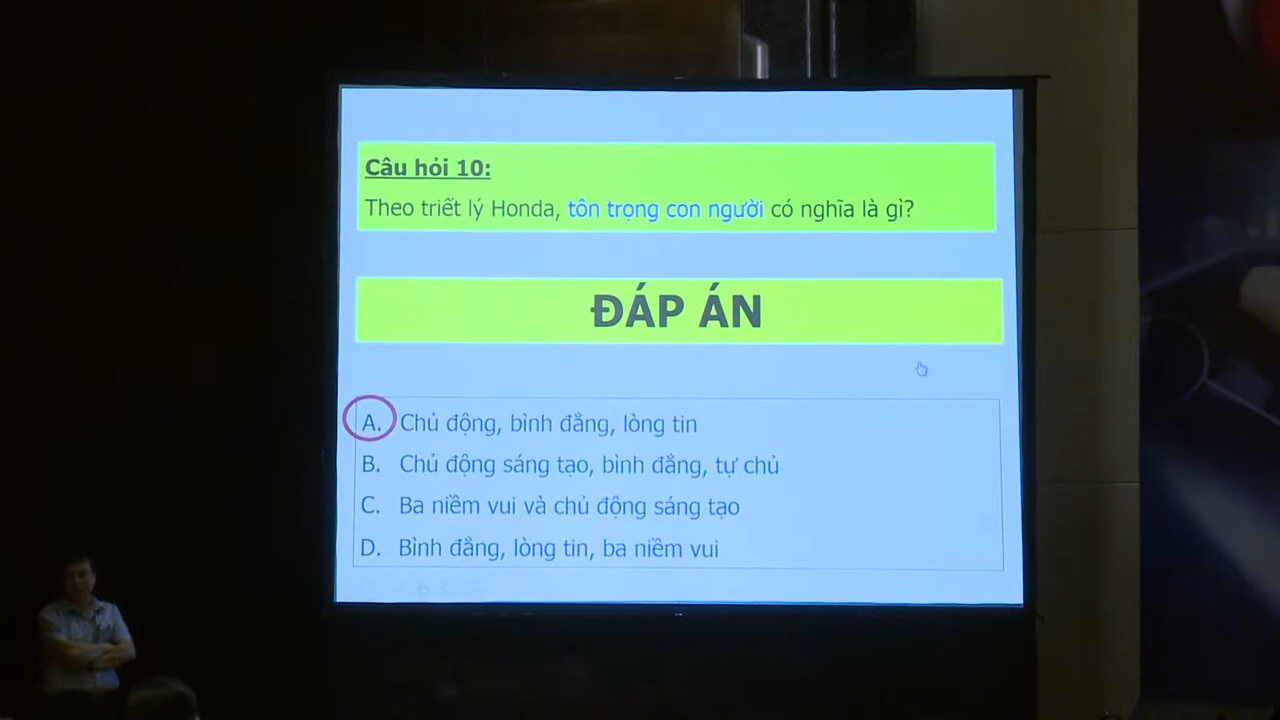 Câu hỏi 10:
Theo triết lý Honda, tôn trọng con người có nghĩa là gì?
ĐÁP ÁN
A. Chủ động, bình đẳng, lòng tin
B. Chủ động sáng tạo, bình đẳng, tự chủ
C. Ba niềm vui và chủ động sáng tạo
D. Bình đẳng, lòng tin, ba niềm vui